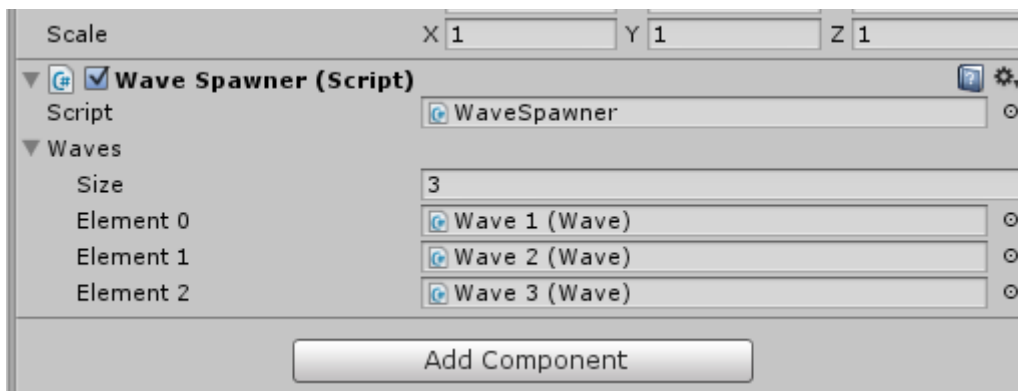 Scale X 1 Y 1 Z 1
Wave Spawner (Script)
Script WaveSpawner
Waves
Size 3
Element 0 Wave 1 (Wave)
Element 1 Wave 2 (Wave)
Element 2 Wave 3 (Wave)
Add Component